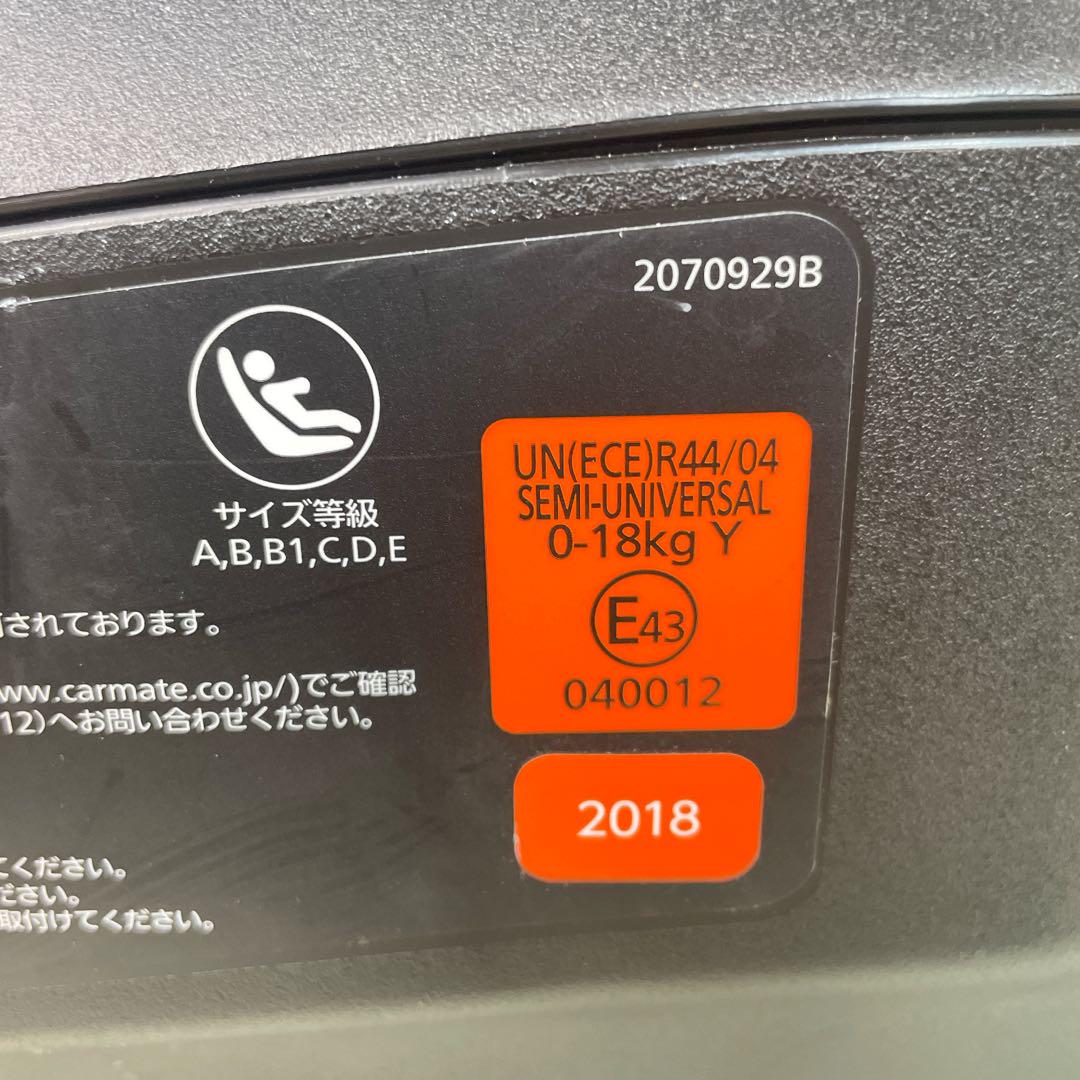 2070929B
サイズ等級
A,B,B1,C,D,E
UN(ECE)R44/04
SEMI-UNIVERSAL
0-18kg Y
E43
040012
2018
されております。
ww.carmate.co.jp/)でご確認
12)へお問い合わせください。
てください。
ださい。
取付けてください。